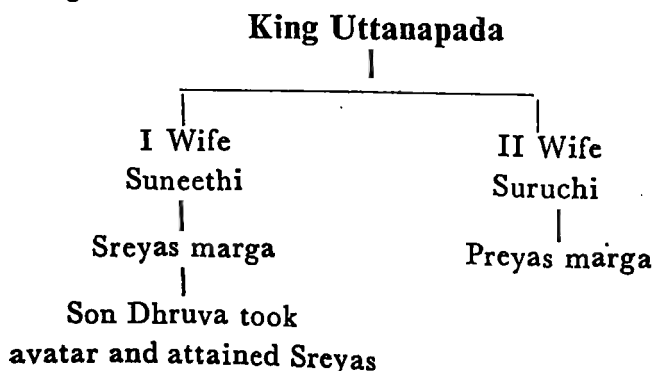 King Uttanapada
I Wife
Suneethi
Sreyas marga
Son Dhruva took
avatar and attained Sreyas
II Wife
Suruchi
Preyas marga